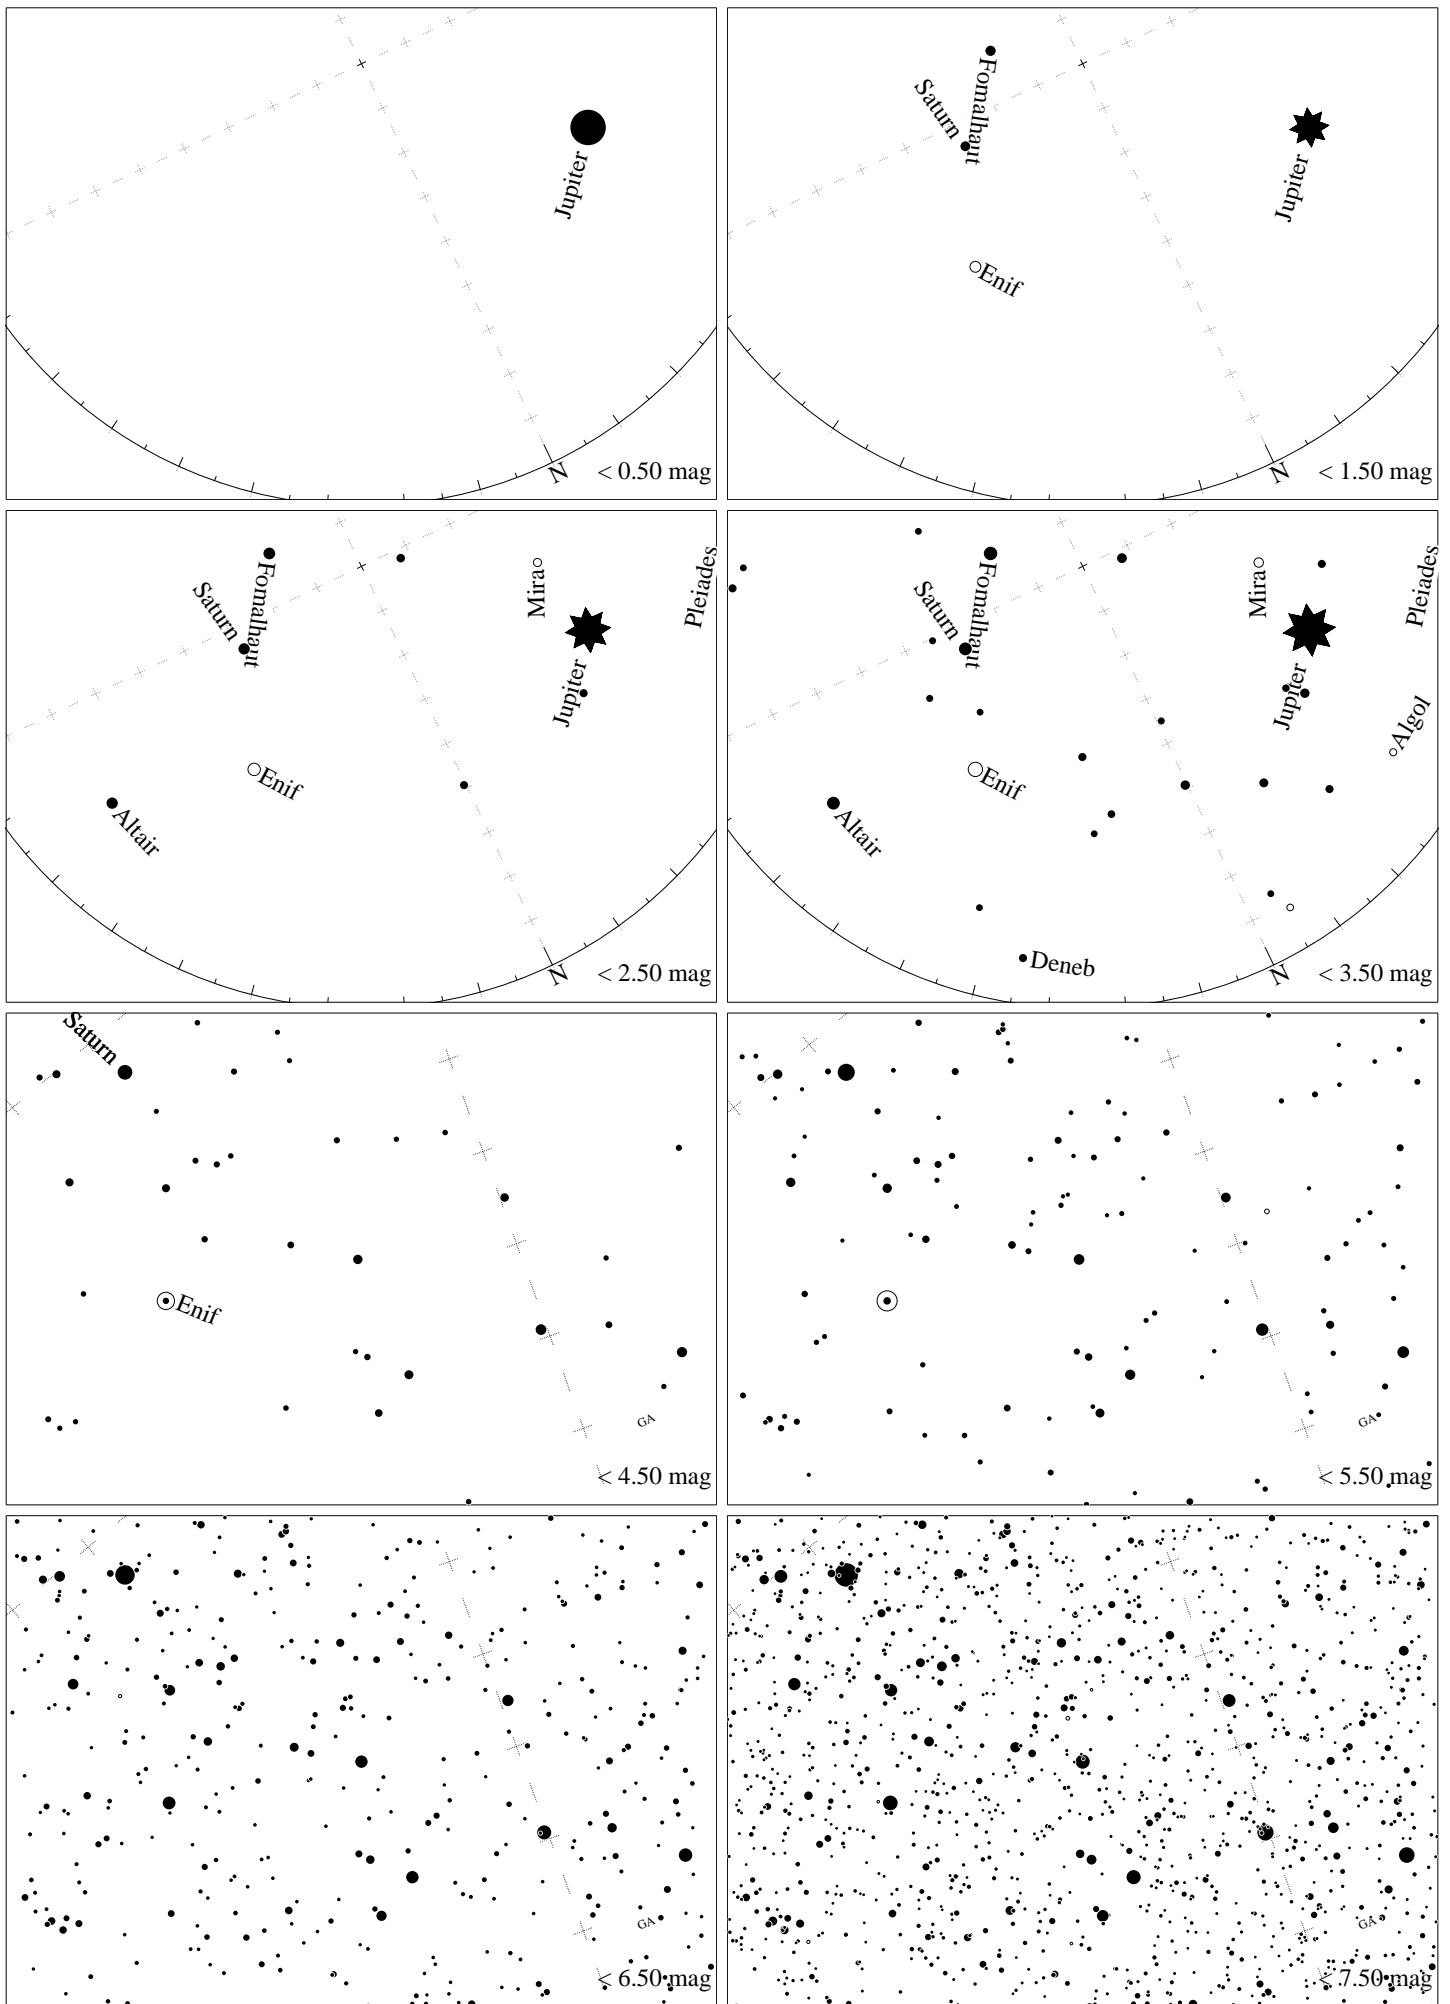 Jupiter
N
< 0.50 mag
Fomalhaut
Saturn
Jupiter
Enif
N
< 1.50 mag
Fomalhaut
Saturn
Mira
Pleiades
Jupiter
Enif
Altair
N
< 2.50 mag
Fomalhaut
Saturn
Mira
Pleiades
Jupiter
Algol
Enif
Altair
Deneb
N
< 3.50 mag
Saturn
Enif
GA
< 4.50 mag
GA
< 5.50 mag
GA
< 6.50 mag
GA
< 7.50 mag